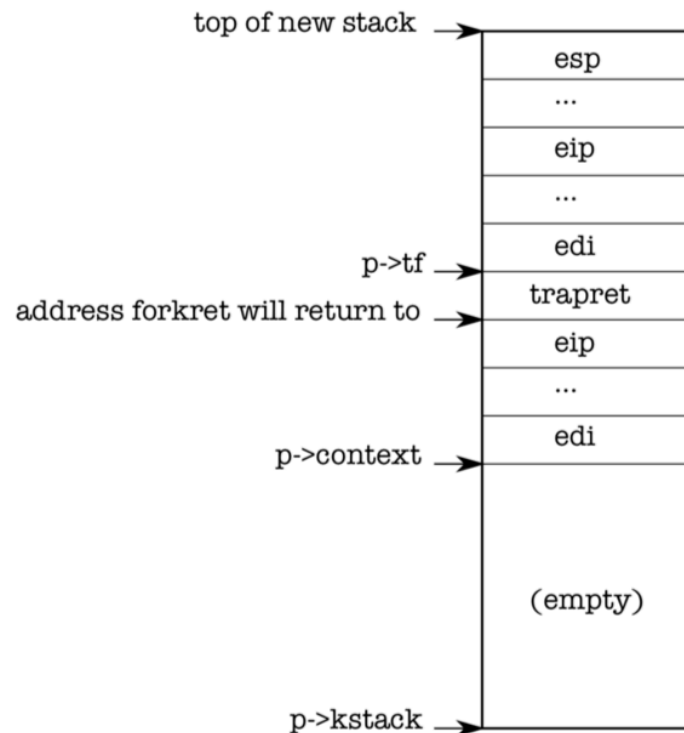 top of new stack
esp
...
eip
...
edi
p->tf
trapret
address forkret will return to
eip
...
edi
p->context
(empty)
p->kstack